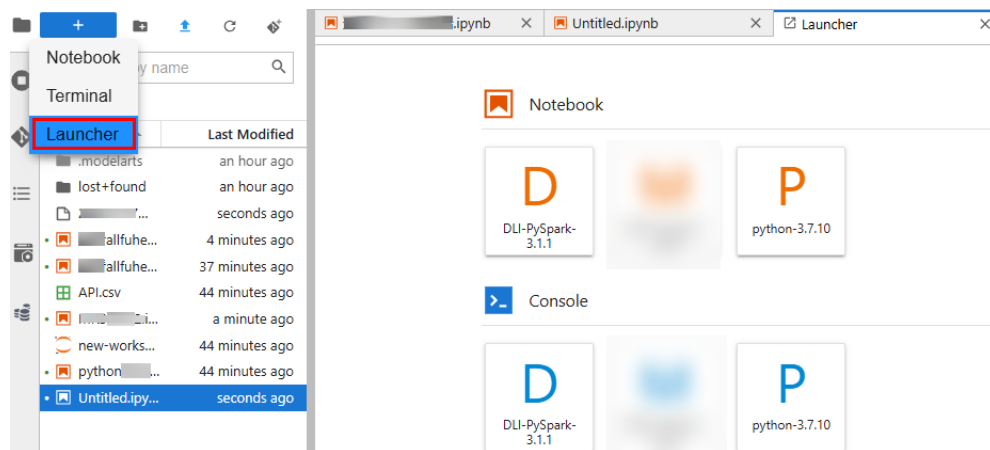 +
.ipynb
Untitled.ipynb
Launcher
Notebook
Terminal
Launcher
by name
Last Modified
.modelarts an hour ago
lost+found an hour ago
seconds ago
allfuhe... 4 minutes ago
allfuhe... 37 minutes ago
API.csv 44 minutes ago
a minute ago
new-works... 44 minutes ago
python ... 44 minutes ago
Untitled.ipy... seconds ago
Notebook
D
DLI-PySpark-
3.1.1
P
python-3.7.10
Console
D
DLI-PySpark-
3.1.1
P
python-3.7.10